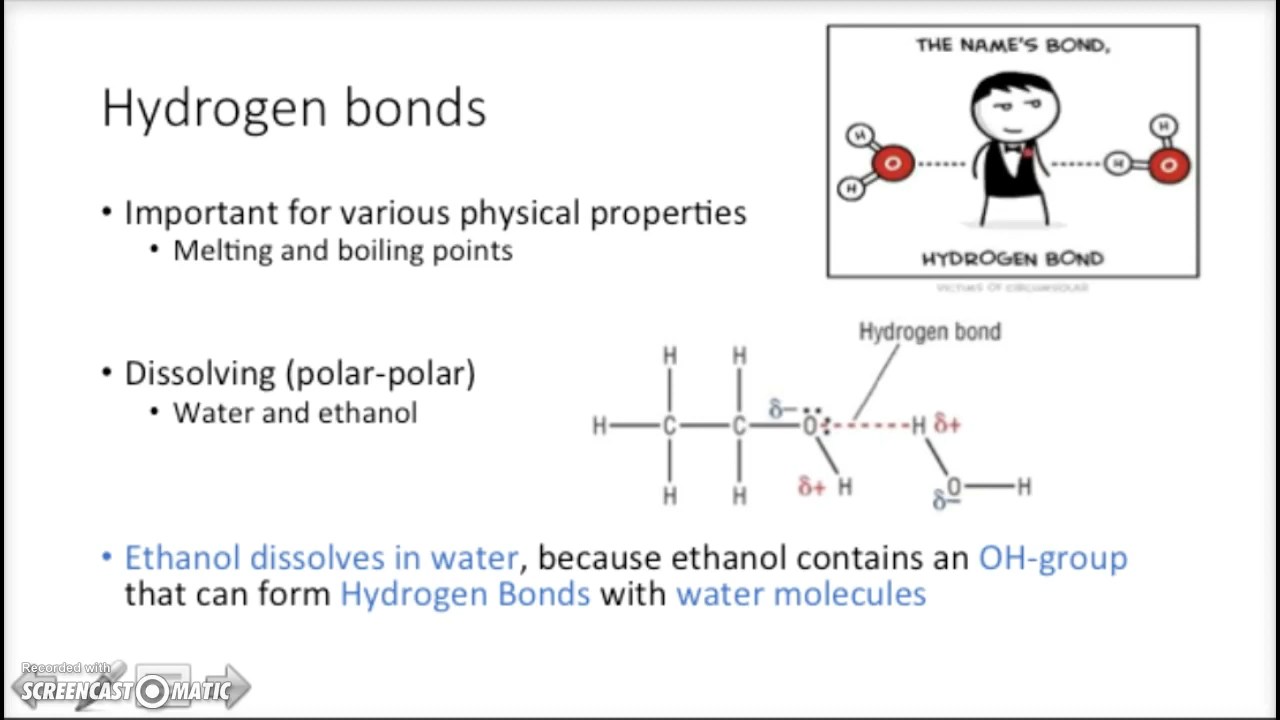 THE NAME'S BOND,
H
H
O
H
H
O
HYDROGEN BOND
Hydrogen bonds
• Important for various physical properties
• Melting and boiling points
• Dissolving (polar-polar)
• Water and ethanol
Hydrogen bond
H H
δ–
H C C O H δ+
H H δ+ H O H
δ–
• Ethanol dissolves in water, because ethanol contains an OH-group
that can form Hydrogen Bonds with water molecules
Recorded with
SCREENCAST MATIC